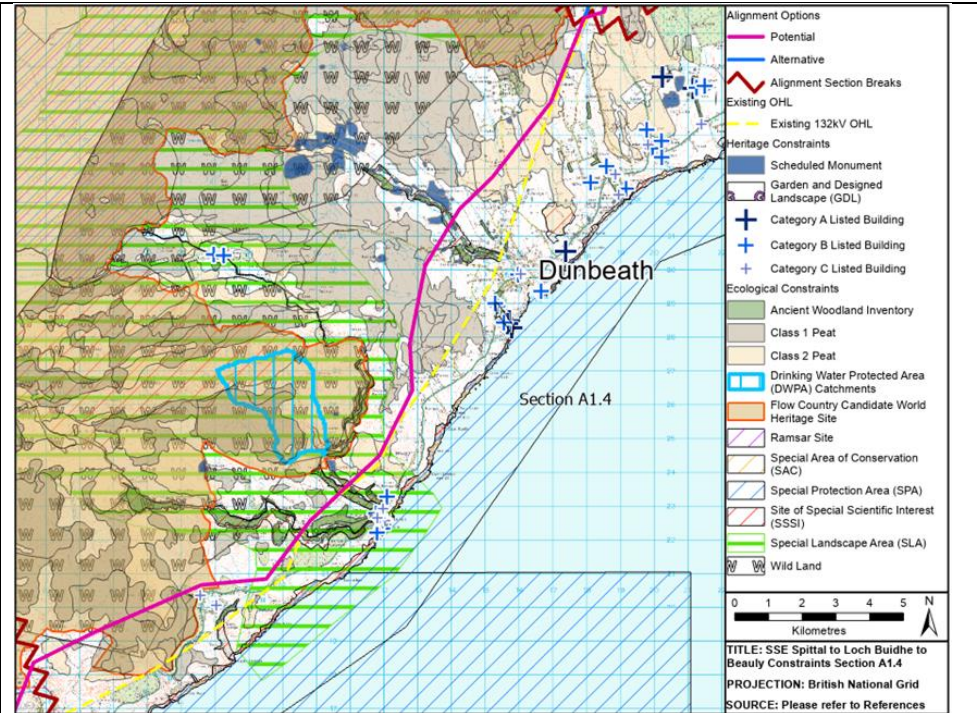 Dunbeath
Section A1.4
Alignment Options
Potential
Alternative
Alignment Section Breaks
Existing OHL
Existing 132kV OHL
Heritage Constraints
Scheduled Monument
Garden and Designed
Landscape (GDL)
Category A Listed Building
Category B Listed Building
Category C Listed Building
Ecological Constraints
Ancient Woodland Inventory
Class 1 Peat
Class 2 Peat
Drinking Water Protected Area
(DWPA) Catchments
Flow Country Candidate World
Heritage Site
Ramsar Site
Special Area of Conservation
(SAC)
Special Protection Area (SPA)
Site of Special Scientific Interest
(SSSI)
Special Landscape Area (SLA)
W W Wild Land
0 1 2 3 4 5 N
Kilometres
TITLE: SSE Spittal to Loch Buidhe to
Beauly Constraints Section A1.4
PROJECTION: British National Grid
SOURCE: Please refer to References